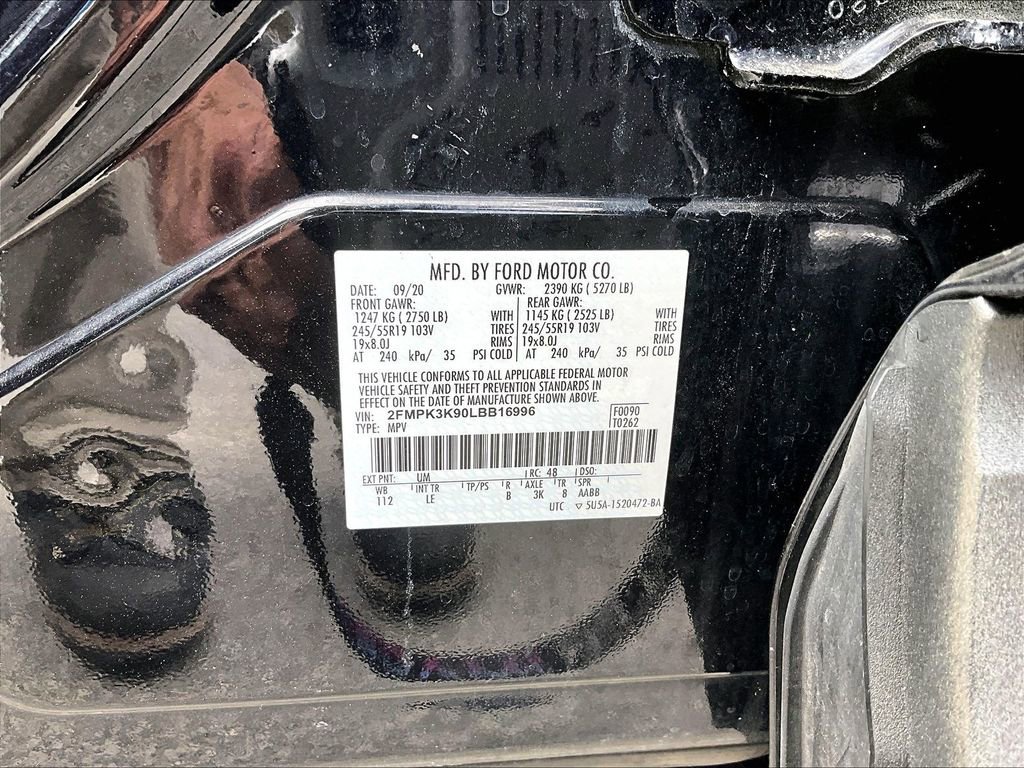 MFD. BY FORD MOTOR CO.
DATE: 09/20 GVWR: 2390 KG ( 5270 LB)
FRONT GAWR: REAR GAWR:
1247 KG ( 2750 LB) WITH 1145 KG ( 2525 LB) WITH
245/55R19 103V TIRES 245/55R19 103V TIRES
19x8.0J RIMS 19x8.0J RIMS
AT 240 kPa/ 35 PSI COLD AT 240 kPa/ 35 PSI COLD
THIS VEHICLE CONFORMS TO ALL APPLICABLE FEDERAL MOTOR
VEHICLE SAFETY AND THEFT PREVENTION STANDARDS IN
EFFECT ON THE DATE OF MANUFACTURE SHOWN ABOVE.
VIN: 2FMPK3K90LBB16996 F0090
TYPE: MPV T0262
EXT PNT: UM RC: 48 DSO:
WB INT TR TP/PS R AXLE TR SPR
112 LE B 3K 8 AABB
UTC ▽ 5U5A-1520472-BA